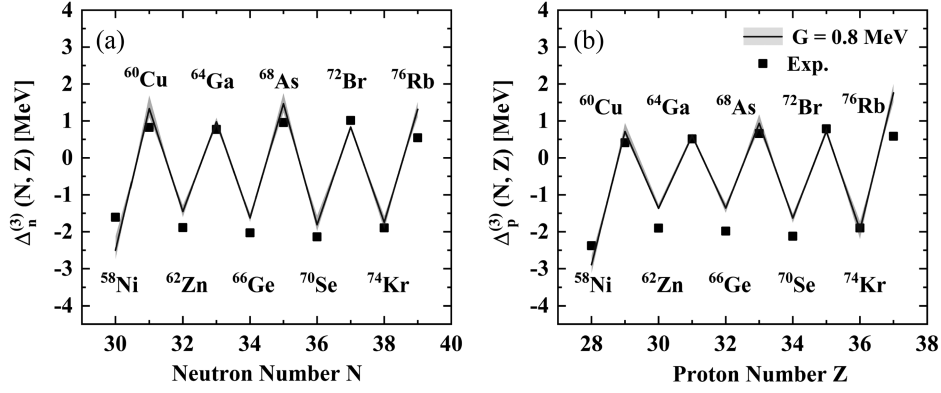 (a)
4
3
2
1
0
-1
-2
-3
-4
Δₙ⁽³⁾ (N, Z) [MeV]
⁶⁰Cu ⁶⁴Ga ⁶⁸As ⁷²Br ⁷⁶Rb
⁵⁸Ni ⁶²Zn ⁶⁶Ge ⁷⁰Se ⁷⁴Kr
30 32 34 36 38 40
Neutron Number N
(b)
G = 0.8 MeV
Exp.
4
3
2
1
0
-1
-2
-3
-4
Δₚ⁽³⁾ (N, Z) [MeV]
⁶⁰Cu ⁶⁴Ga ⁶⁸As ⁷²Br ⁷⁶Rb
⁵⁸Ni ⁶²Zn ⁶⁶Ge ⁷⁰Se ⁷⁴Kr
28 30 32 34 36 38
Proton Number Z